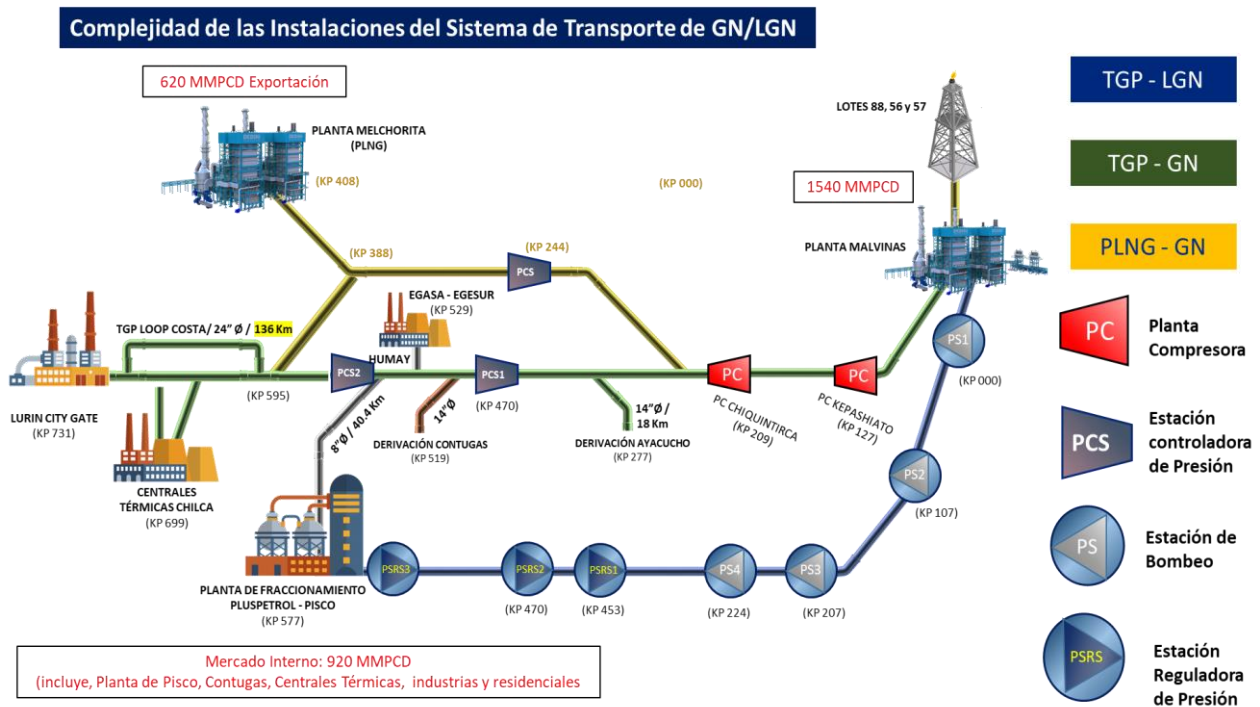 Complejidad de las Instalaciones del Sistema de Transporte de GN/LGN
620 MMPCD Exportación
PLANTA MELCHORITA
(PLNG)
(KP 408)
(KP 000)
LOTES 88, 56 y 57
1540 MMPCD
PLANTA MALVINAS
TGP - LGN
TGP - GN
PLNG - GN
(KP 388)
(KP 244)
PCS
EGASA - EGESUR
(KP 529)
TGP LOOP COSTA/ 24” Ø / 136 Km
HUMAY
PCS2
PCS1
PC
PC
PS1
(KP 000)
PC
Planta
Compresora
LURIN CITY GATE
(KP 731)
(KP 595)
8”Ø / 40.4 Km
14”Ø
(KP 470)
14”Ø /
18 Km
PC CHIQUINTIRCA
(KP 209)
PC KEPASHIATO
(KP 127)
DERIVACIÓN CONTUGAS
(KP 519)
DERIVACIÓN AYACUCHO
(KP 277)
PCS
Estación
controladora
de Presión
CENTRALES
TÉRMICAS CHILCA
(KP 699)
PS2
(KP 107)
PS
Estación de
Bombeo
PSRS3
PSRS2
PSRS1
PS4
PS3
(KP 470)
(KP 453)
(KP 224)
(KP 207)
PLANTA DE FRACCIONAMIENTO
PLUSPETROL - PISCO
(KP 577)
PSRS
Estación
Reguladora
de Presión
Mercado Interno: 920 MMPCD
(incluye, Planta de Pisco, Contugas, Centrales Térmicas, industrias y residenciales